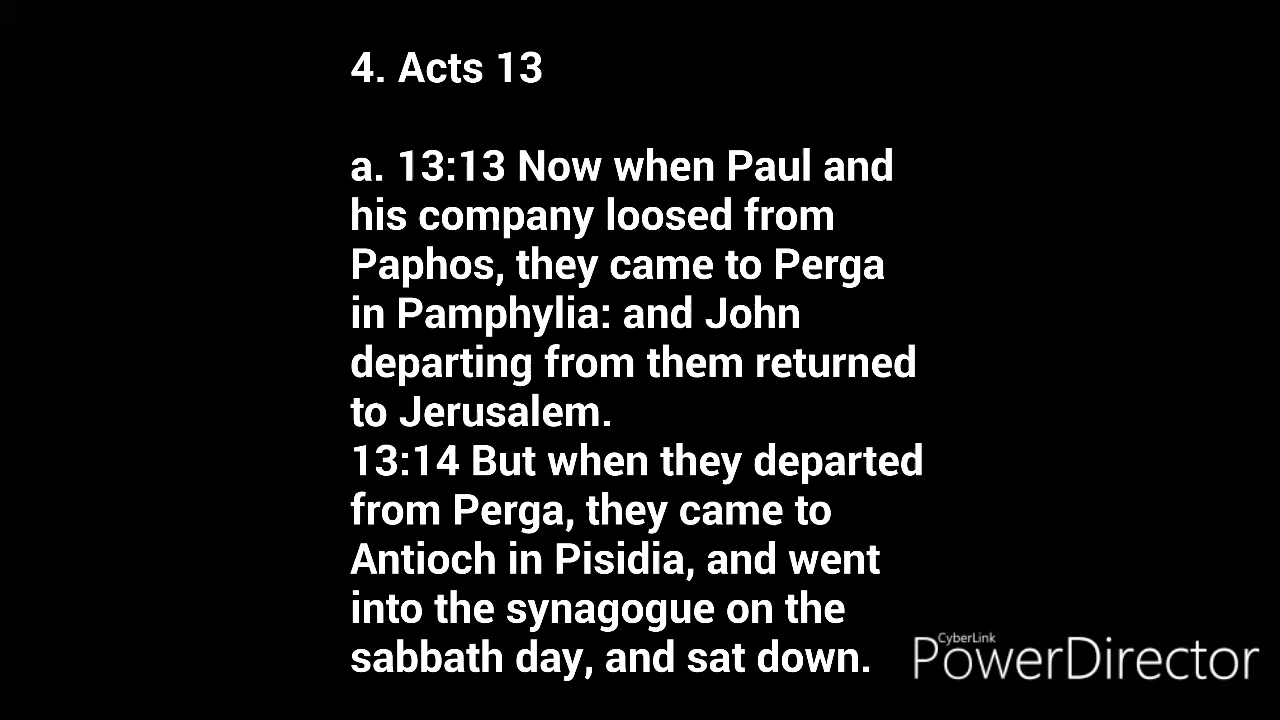 4. Acts 13
a. 13:13 Now when Paul and
his company loosed from
Paphos, they came to Perga
in Pamphylia: and John
departing from them returned
to Jerusalem.
13:14 But when they departed
from Perga, they came to
Antioch in Pisidia, and went
into the synagogue on the
sabbath day, and sat down.
CyberLink
PowerDirector